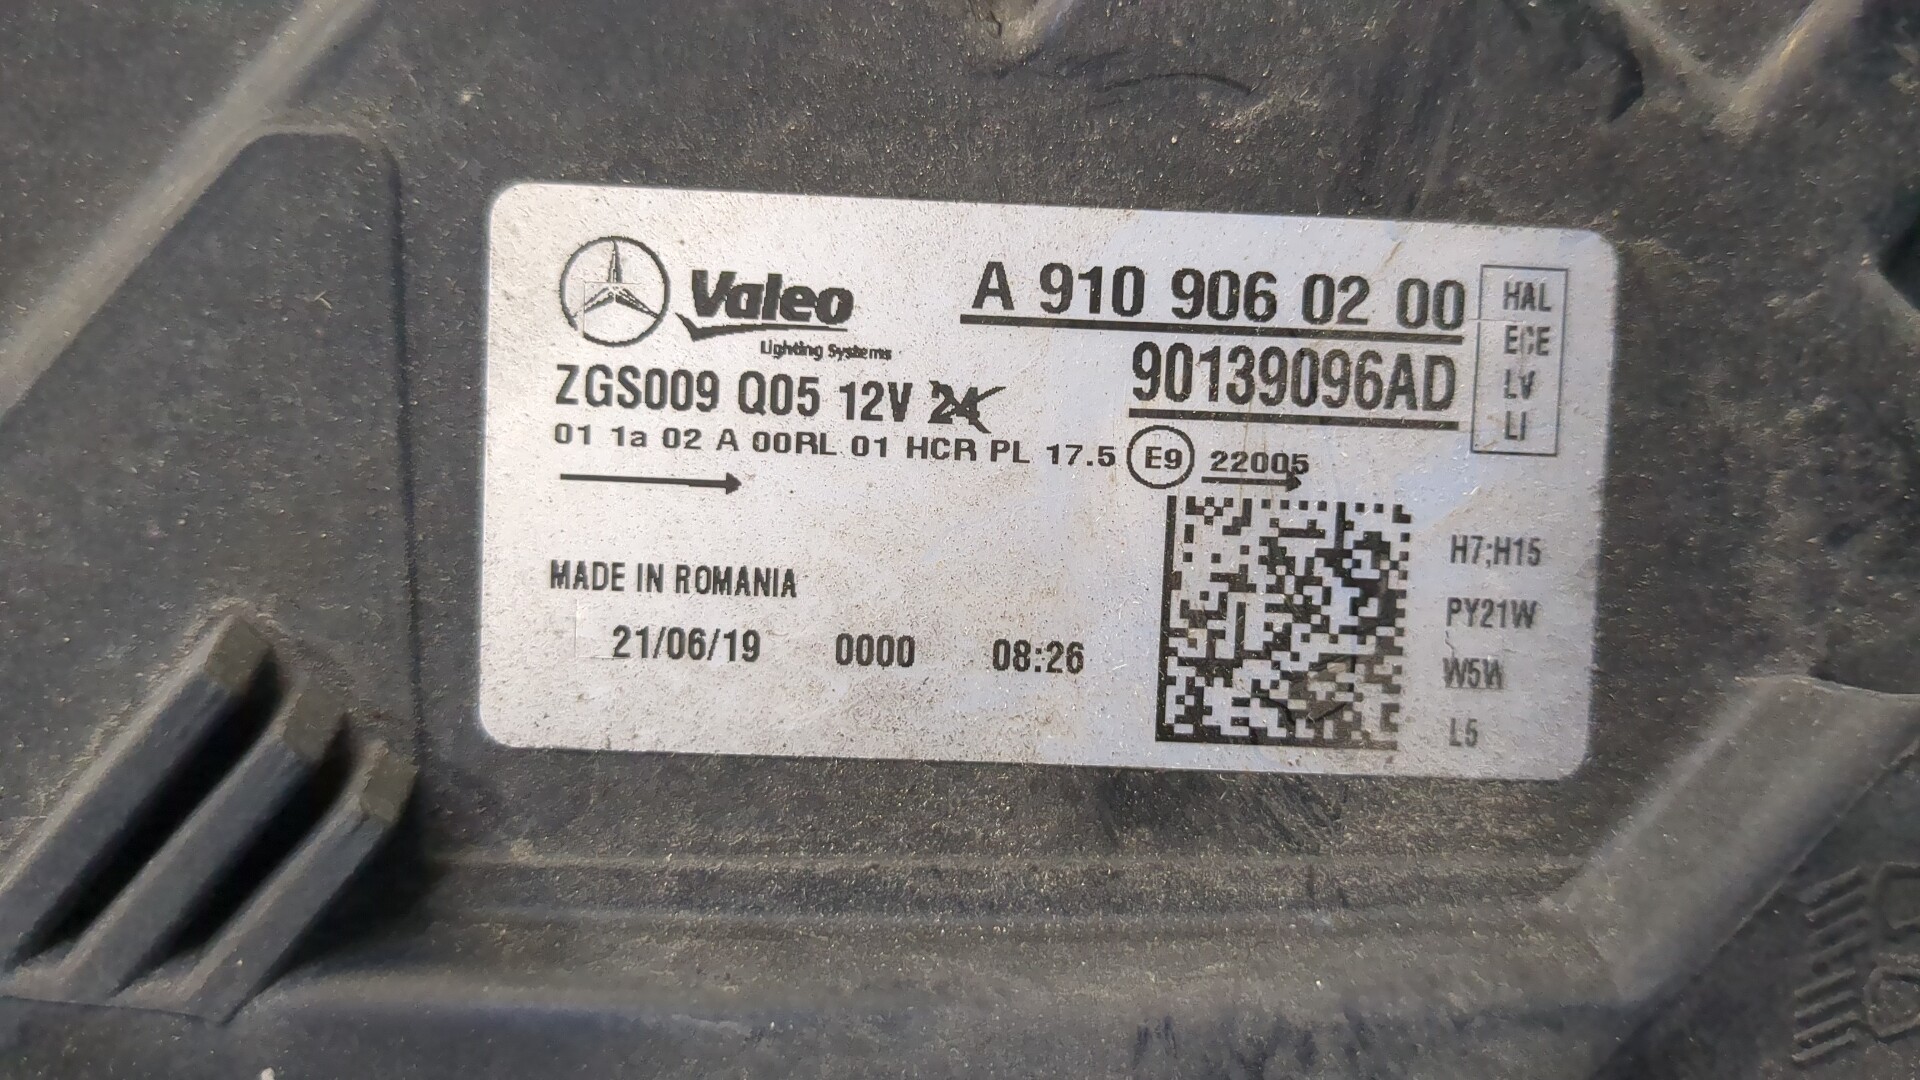 Valeo
Lighting Systems
A 910 906 02 00
90139096AD
HAL
ECE
LV
LI
ZGS009 Q05 12V 24
01 1a 02 A 00RL 01 HCR PL 17.5 E9 22005
MADE IN ROMANIA
21/06/19 0000 08:26
H7;H15
PY21W
W5W
L5